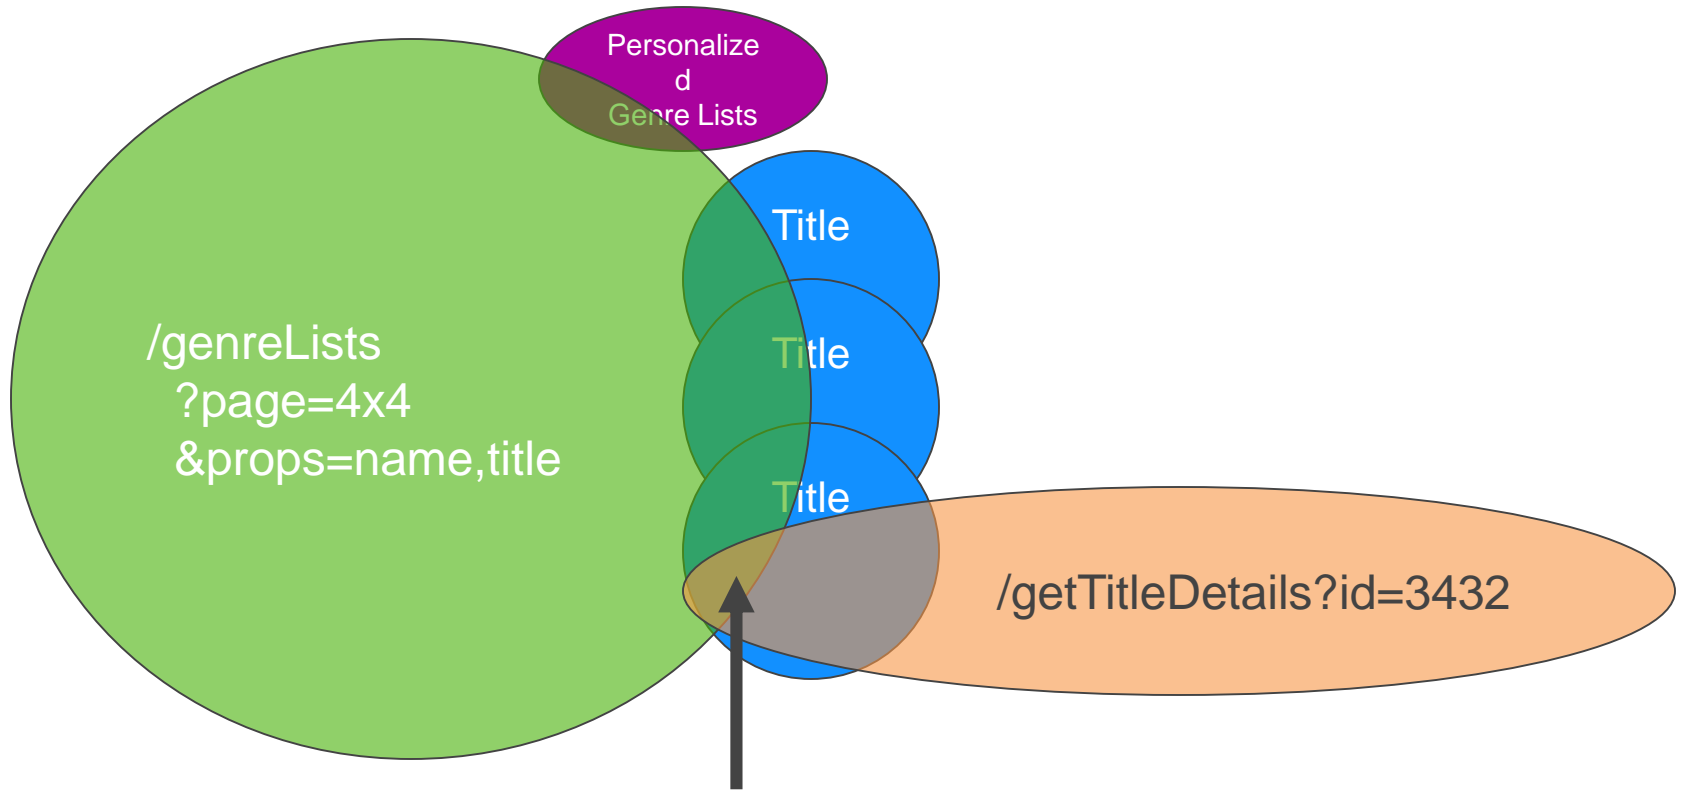 Personalize
d
Genre Lists
Title
/genreLists
?page=4x4
&props=name,title
Title
Title
/getTitleDetails?id=3432